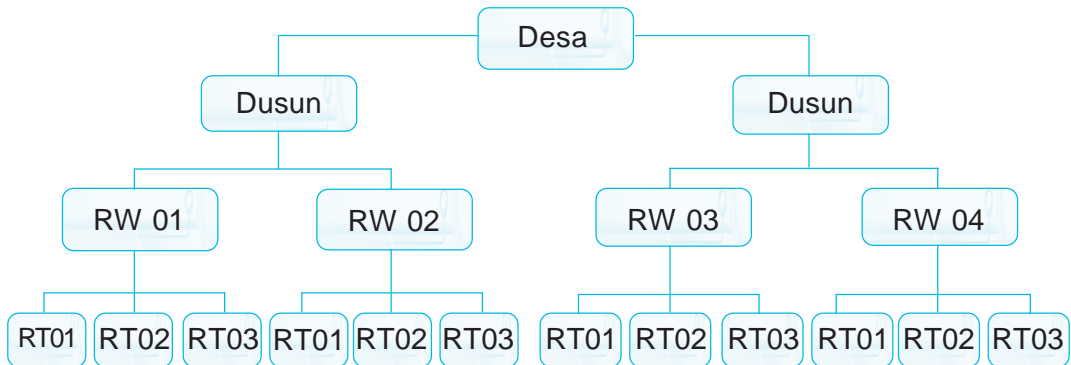 Desa
Dusun Dusun
RW 01 RW 02 RW 03 RW 04
RT01 RT02 RT03 RT01 RT02 RT03 RT01 RT02 RT03 RT01 RT02 RT03